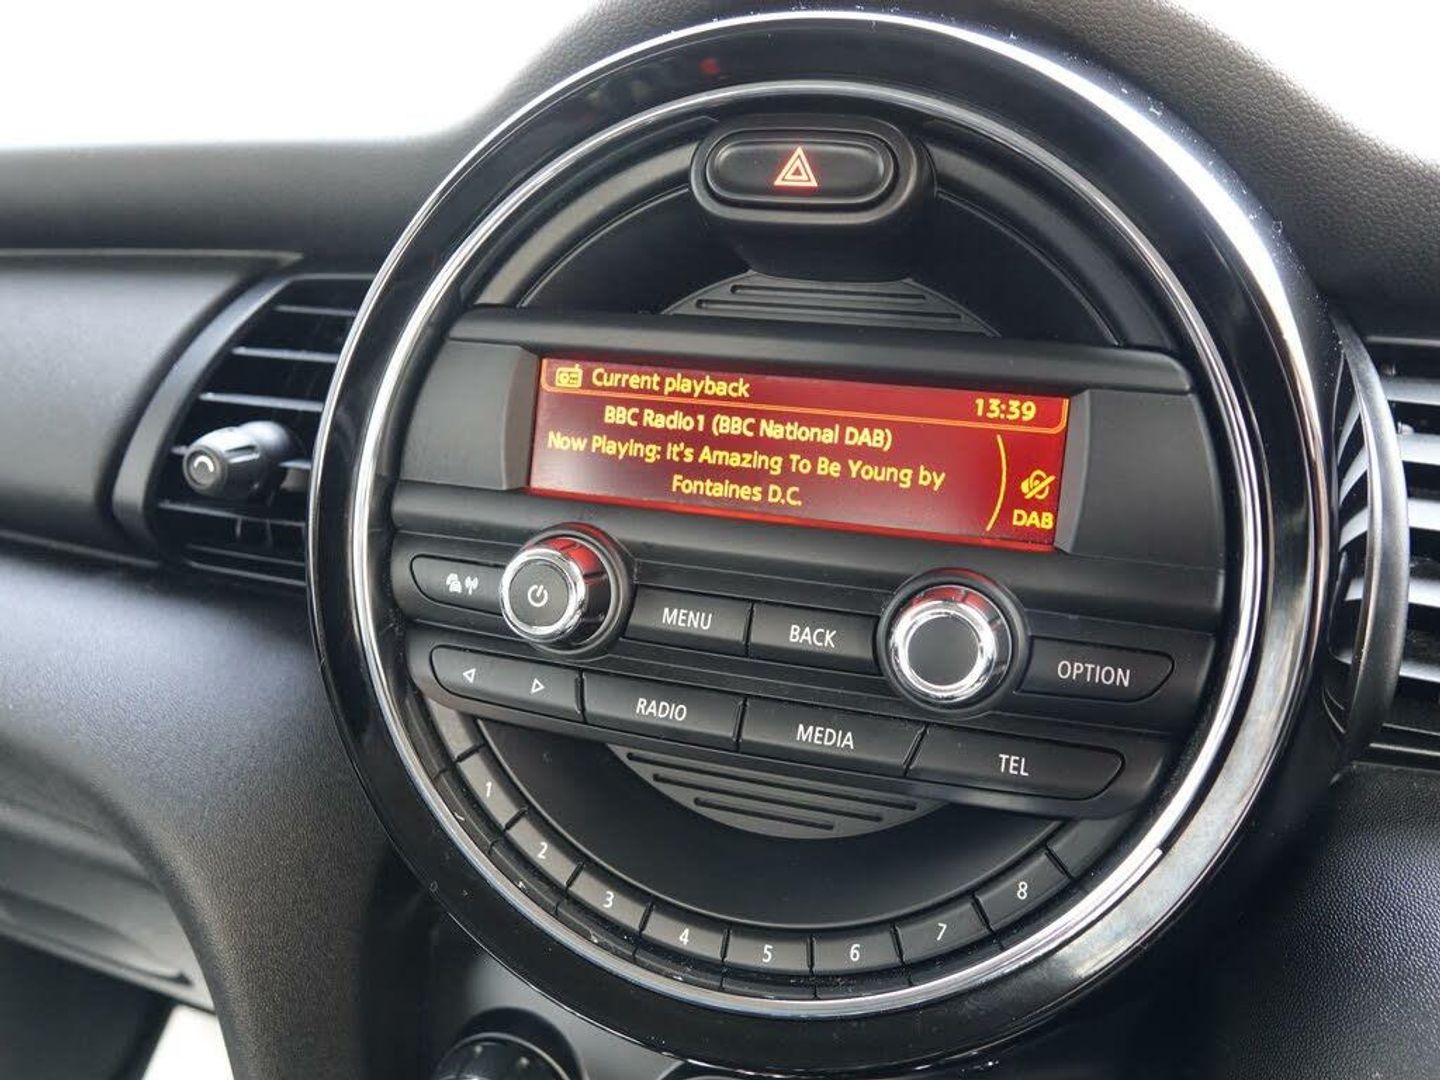 Current playback
13:39
BBC Radio1 (BBC National DAB)
Now Playing: It's Amazing To Be Young by
Fontaines D.C.
DAB
MENU
BACK
OPTION
RADIO
MEDIA
TEL
1
2
3
4
5
6
7
8